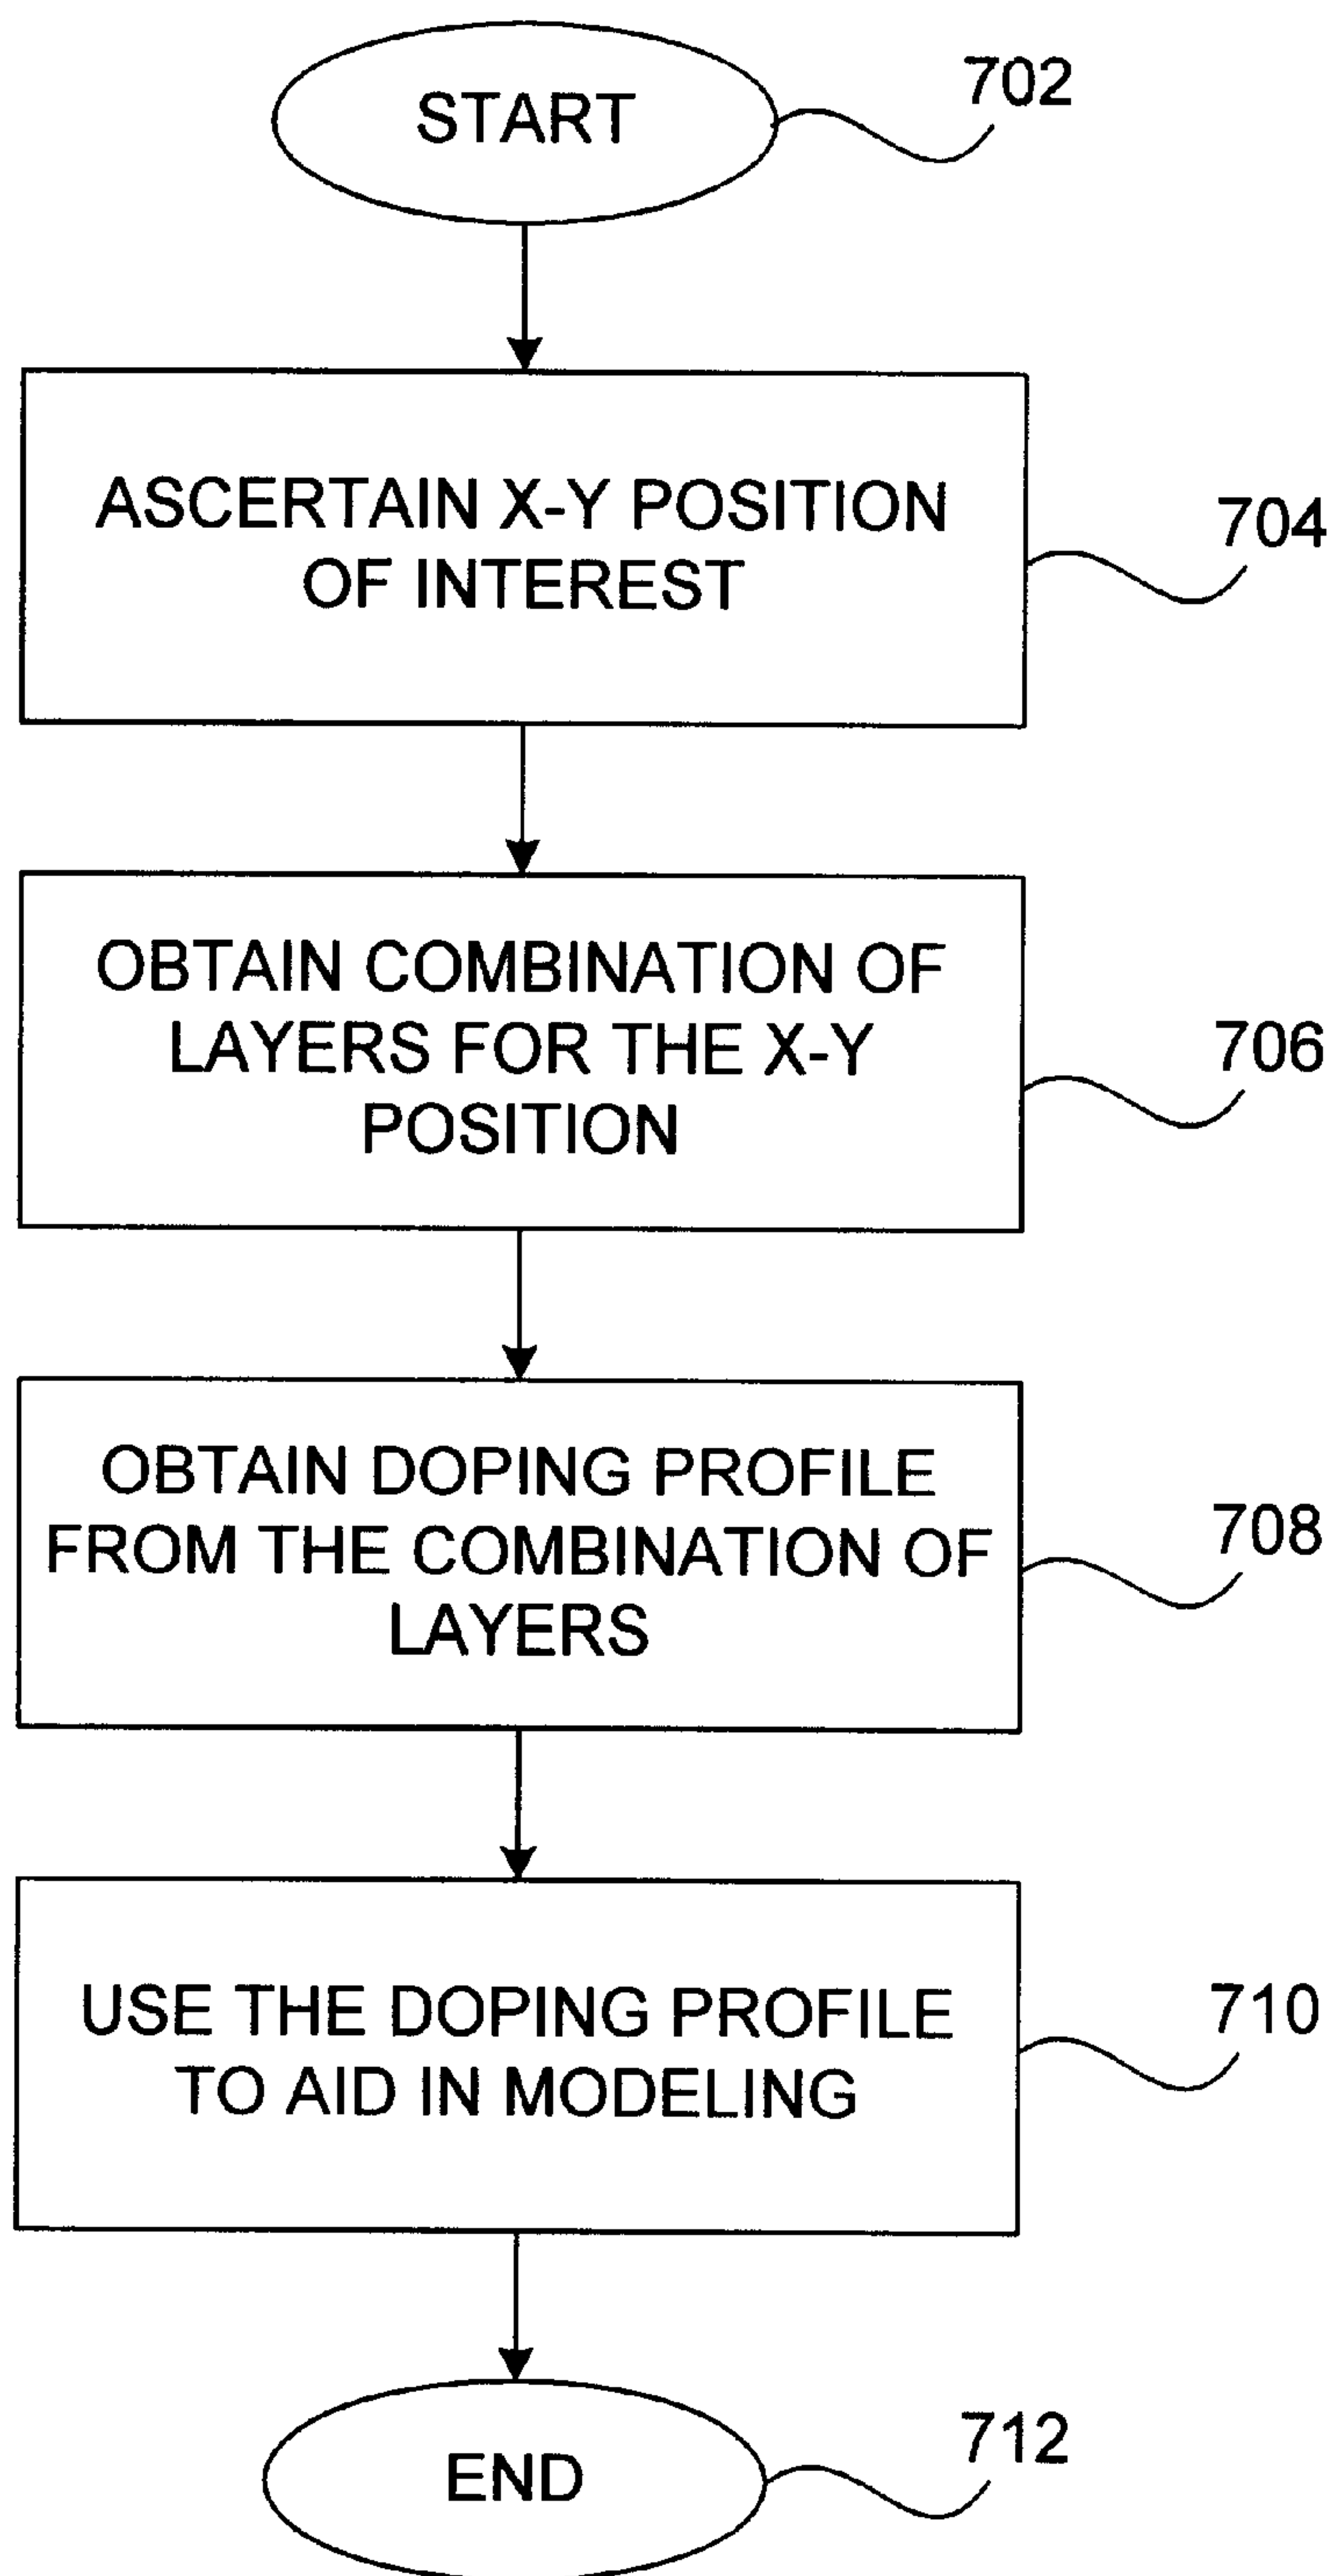 START
702
ASCERTAIN X-Y POSITION
OF INTEREST
704
OBTAIN COMBINATION OF
LAYERS FOR THE X-Y
POSITION
706
OBTAIN DOPING PROFILE
FROM THE COMBINATION OF
LAYERS
708
USE THE DOPING PROFILE
TO AID IN MODELING
710
END
712